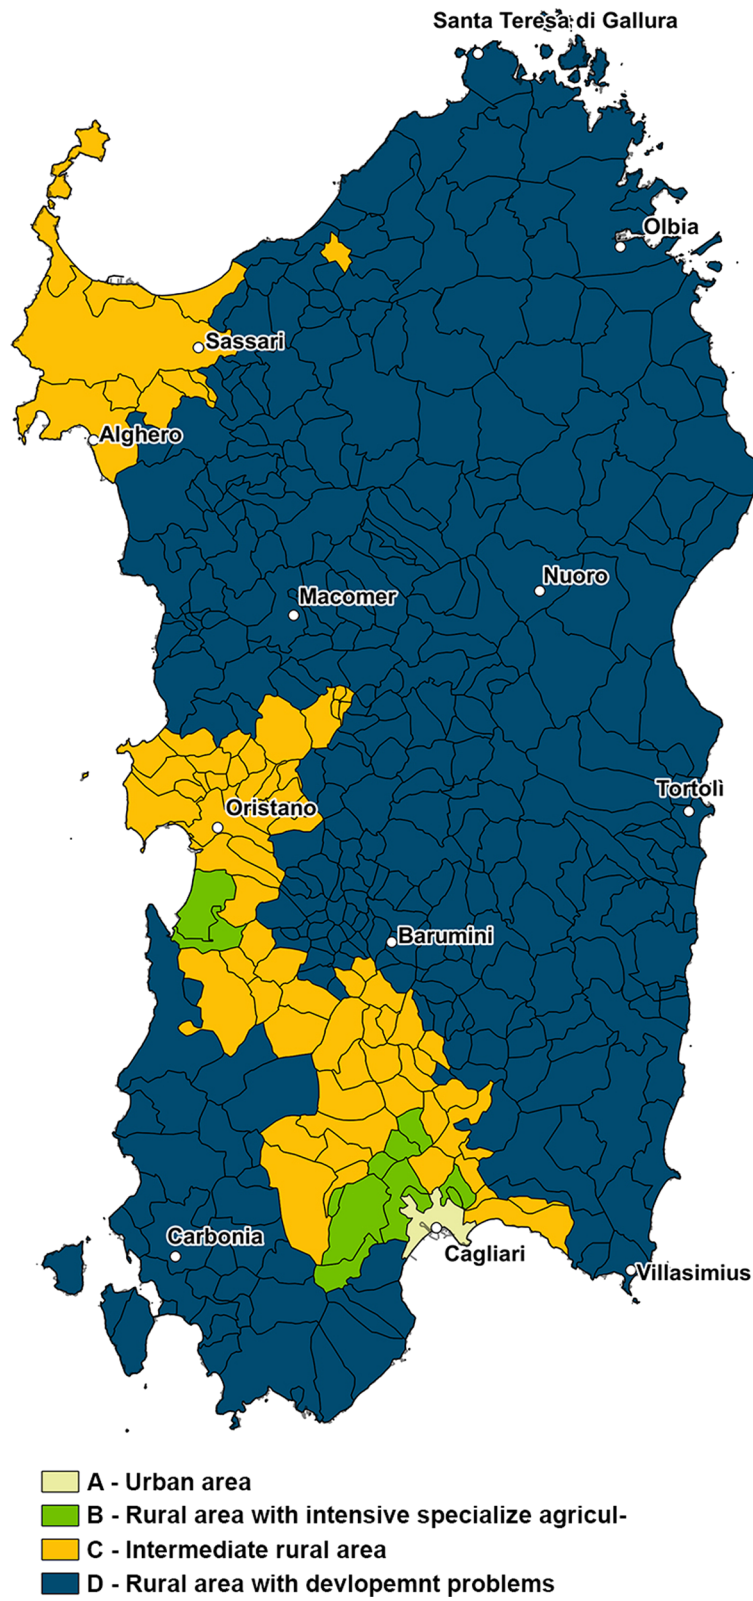 Santa Teresa di Gallura
Olbia
Sassari
Alghero
Nuoro
Macomer
Tortolì
Oristano
Barumini
Carbonia
Cagliari
Villasimius
A - Urban area
B - Rural area with intensive specialize agricul-
C - Intermediate rural area
D - Rural area with devlopemnt problems